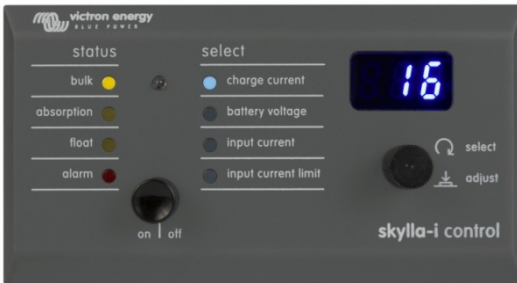 victron energy
BLUE POWER
status
bulk
absorption
float
alarm
on | off
select
charge current
battery voltage
input current
input current limit
16
select
adjust
skylla-i control